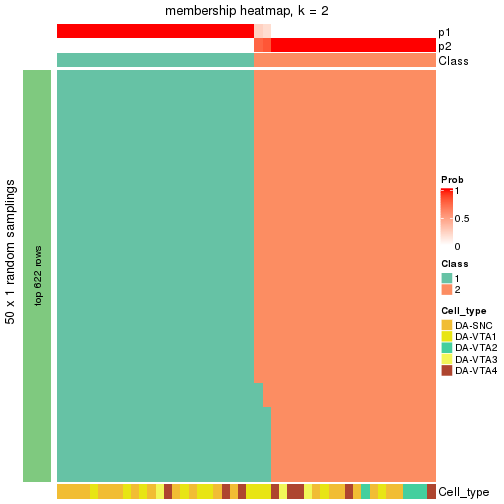 membership heatmap, k = 2
p1
p2
Class
50 x 1 random samplings
top 622 rows
Prob
1
0.5
0
Class
1
2
Cell_type
DA-SNC
DA-VTA1
DA-VTA2
DA-VTA3
DA-VTA4
Cell_type